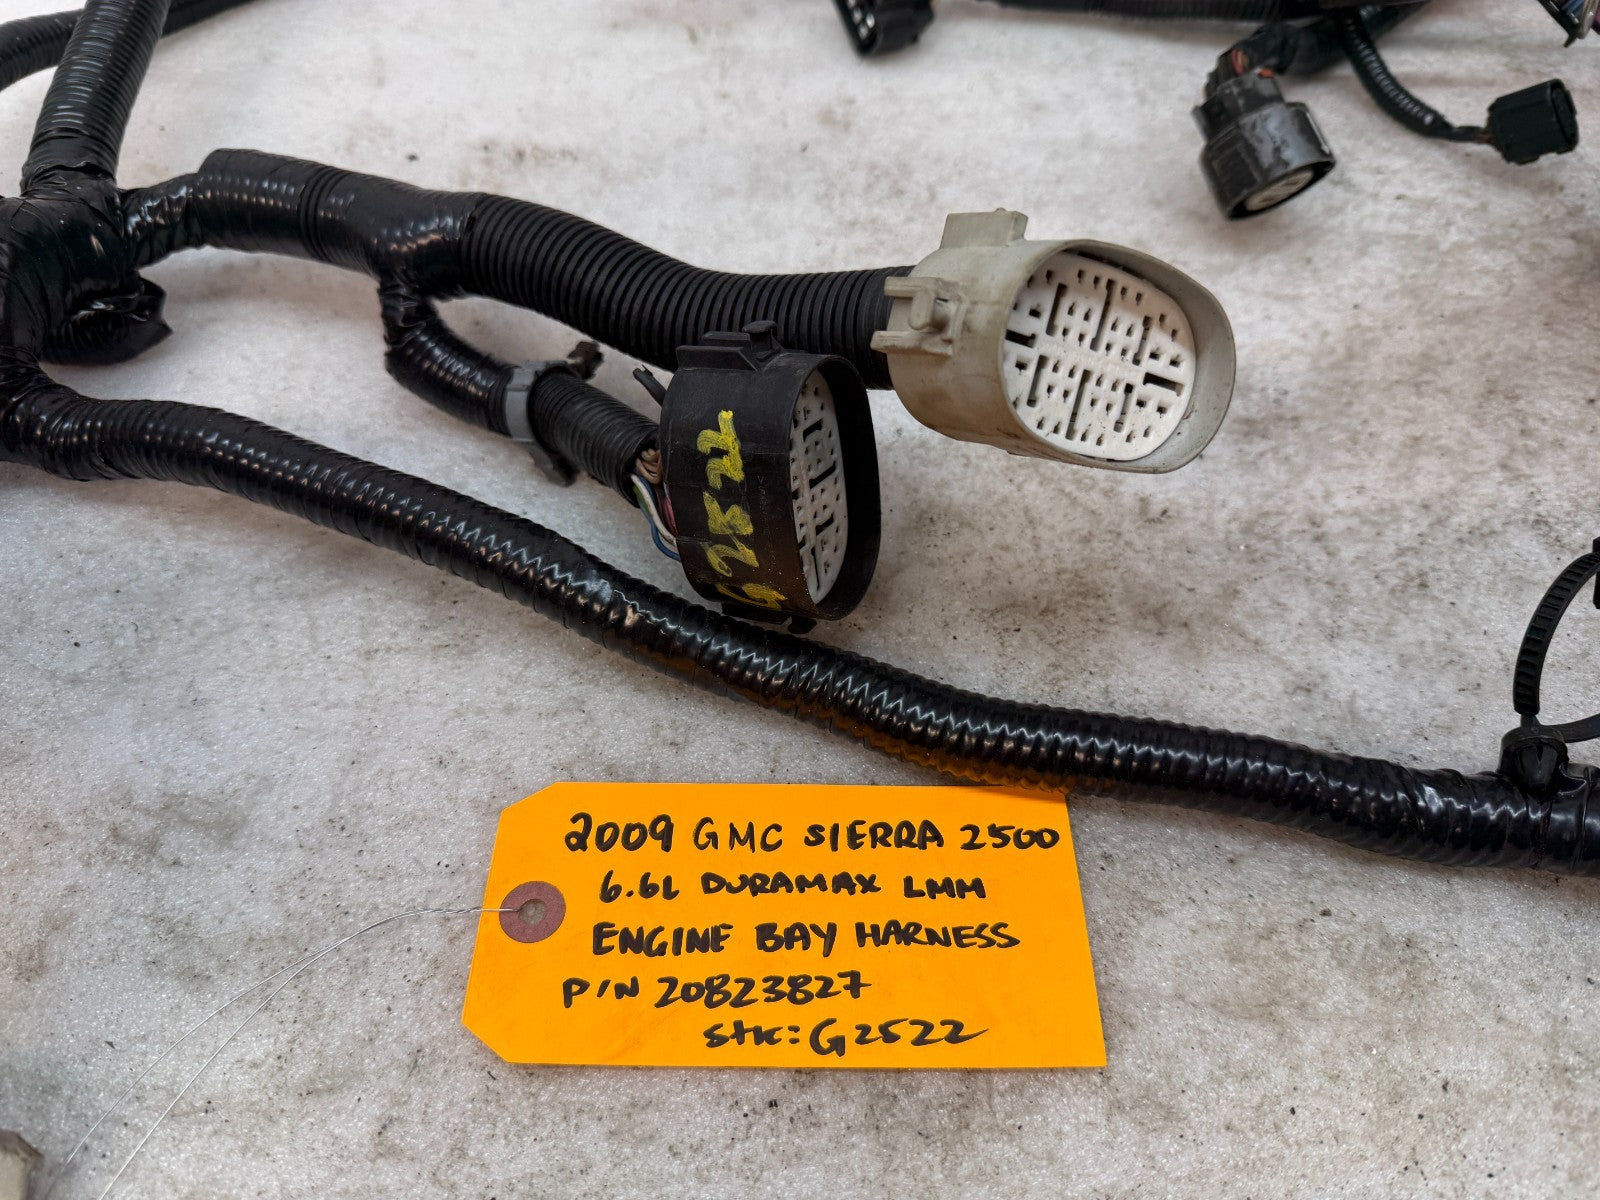 G2522
2009 GMC SIERRA 2500
6.6L DURAMAX LMM
ENGINE BAY HARNESS
P/N 20823827
Stk: G2522